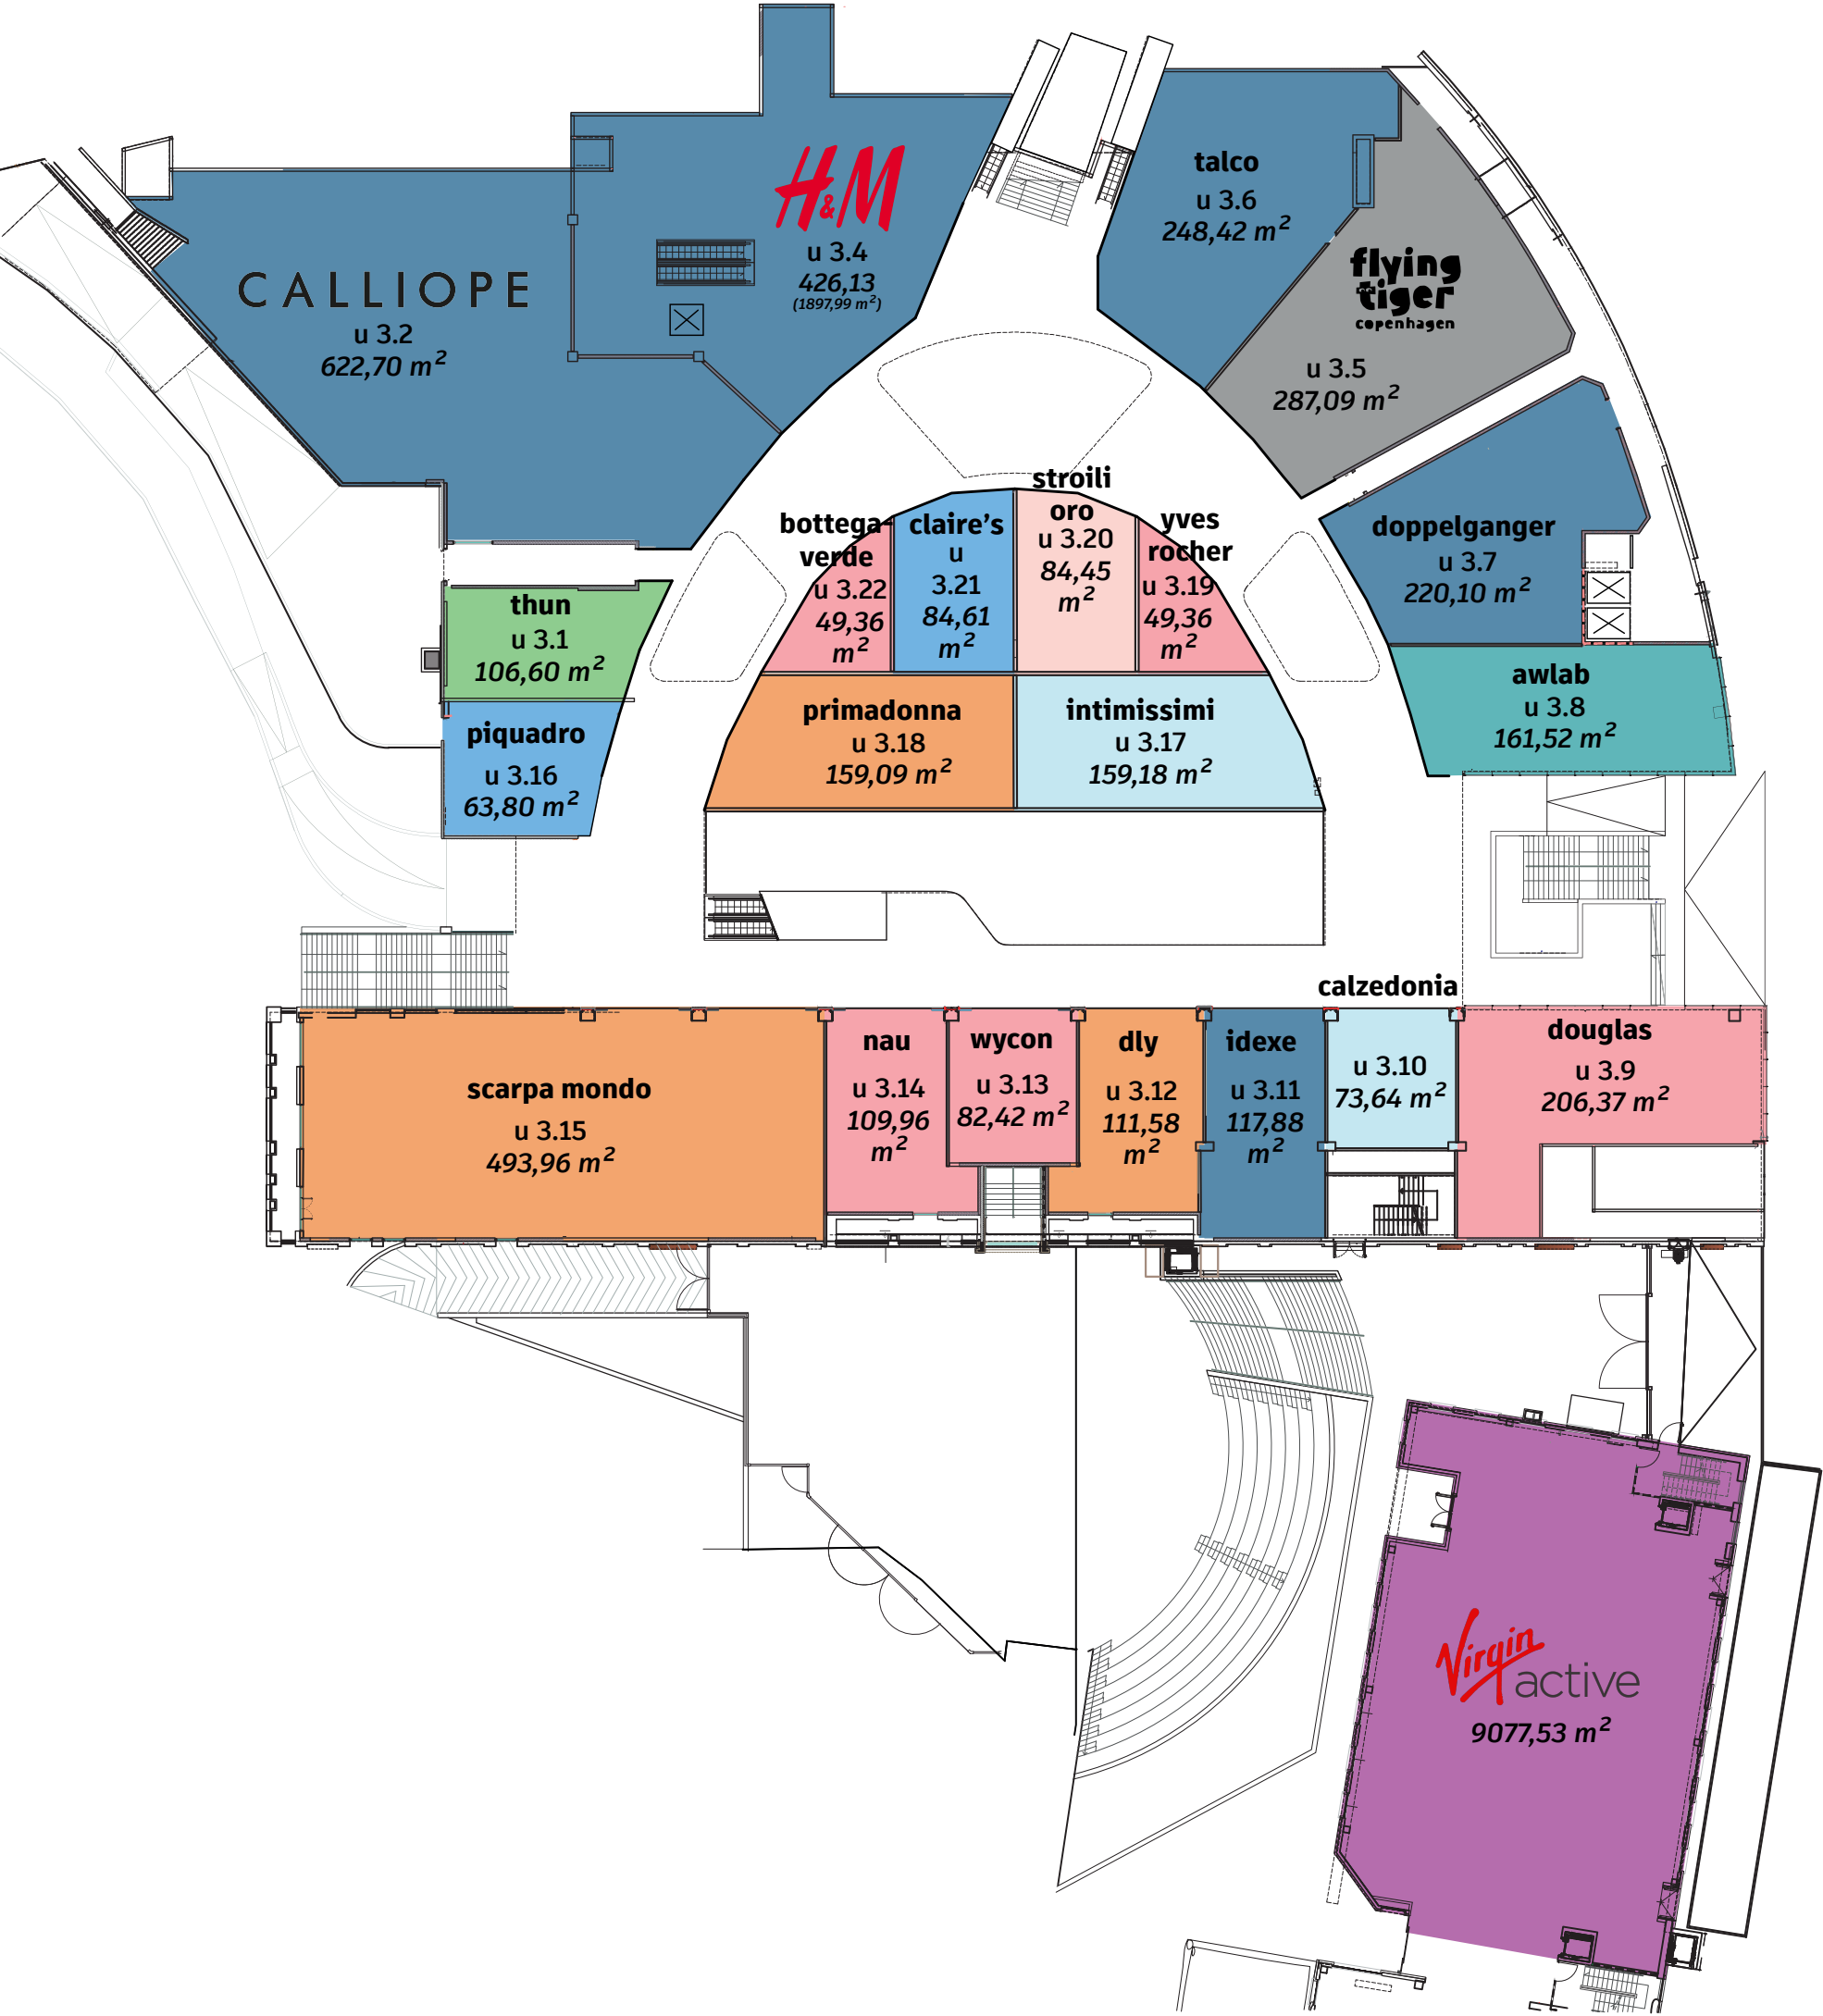 H&M
u 3.4
426,13
(1897,99 m²)
CALLIOPE
u 3.2
622,70 m²
talco
u 3.6
248,42 m²
flying
tiger
copenhagen
u 3.5
287,09 m²
doppelganger
u 3.7
220,10 m²
awlab
u 3.8
161,52 m²
bottega-
verde
u 3.22
49,36
m²
claire's
u
3.21
84,61
m²
stroili
oro
u 3.20
84,45
m²
yves
rocher
u 3.19
49,36
m²
thun
u 3.1
106,60 m²
piquadro
u 3.16
63,80 m²
primadonna
u 3.18
159,09 m²
intimissimi
u 3.17
159,18 m²
scarpa mondo
u 3.15
493,96 m²
nau
u 3.14
109,96
m²
wycon
u 3.13
82,42 m²
dly
u 3.12
111,58
m²
idexe
u 3.11
117,88
m²
calzedonia
u 3.10
73,64 m²
douglas
u 3.9
206,37 m²
Virgin
active
9077,53 m²